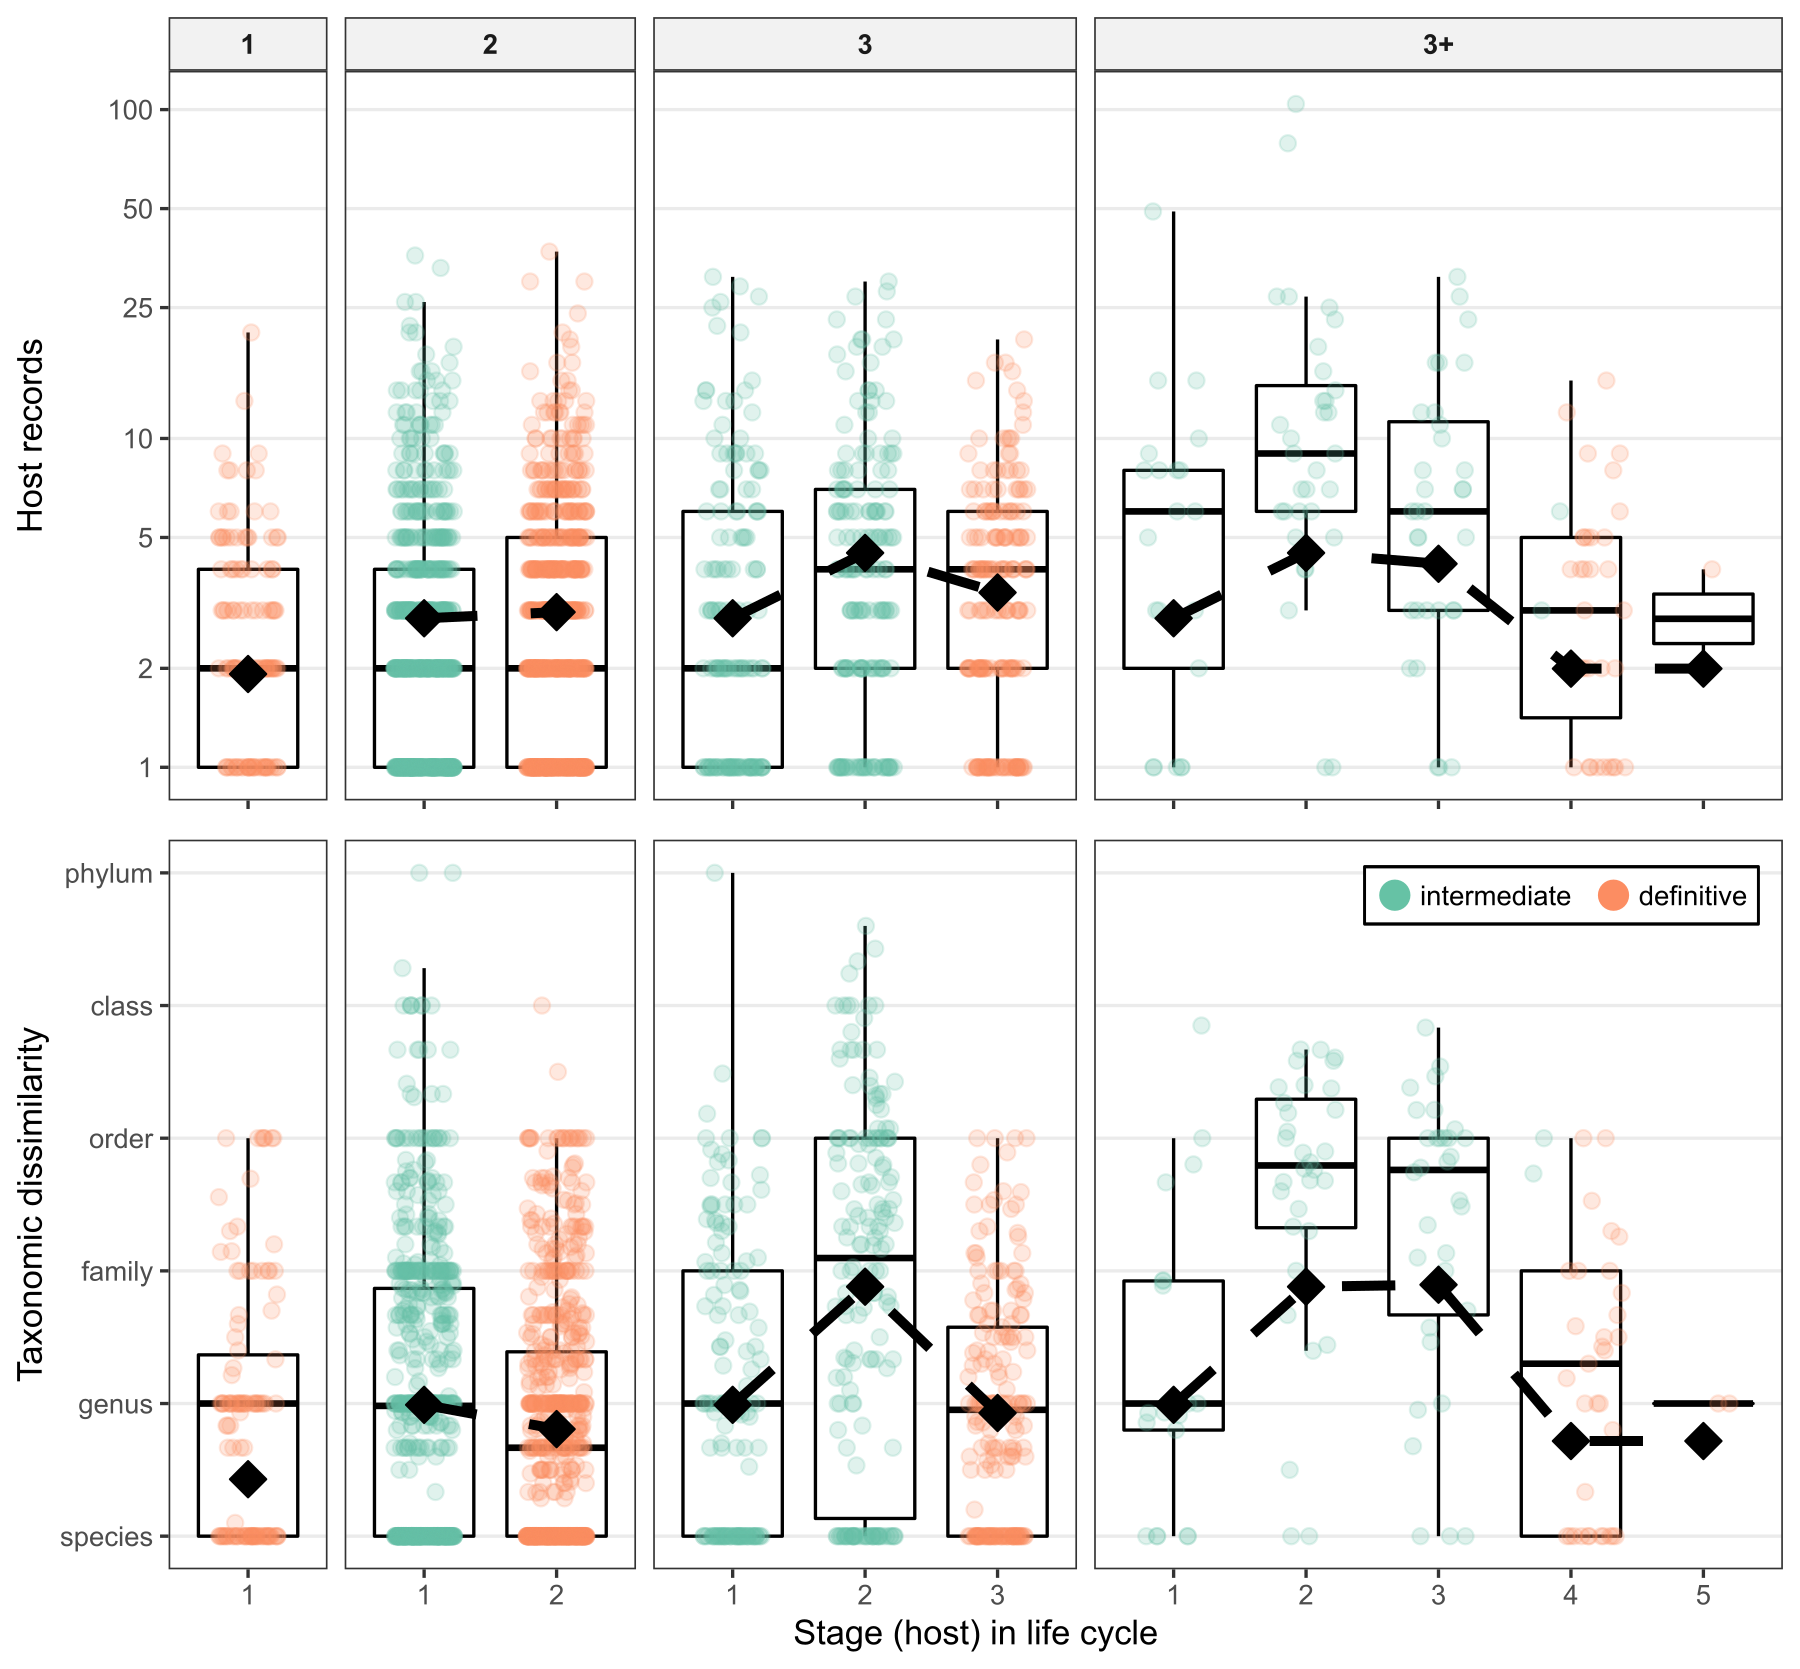 1 2 3 3+
Host records
100
50
25
10
5
2
1
Taxonomic dissimilarity
phylum
class
order
family
genus
species
intermediate definitive
1 1 2 1 2 3 1 2 3 4 5
Stage (host) in life cycle